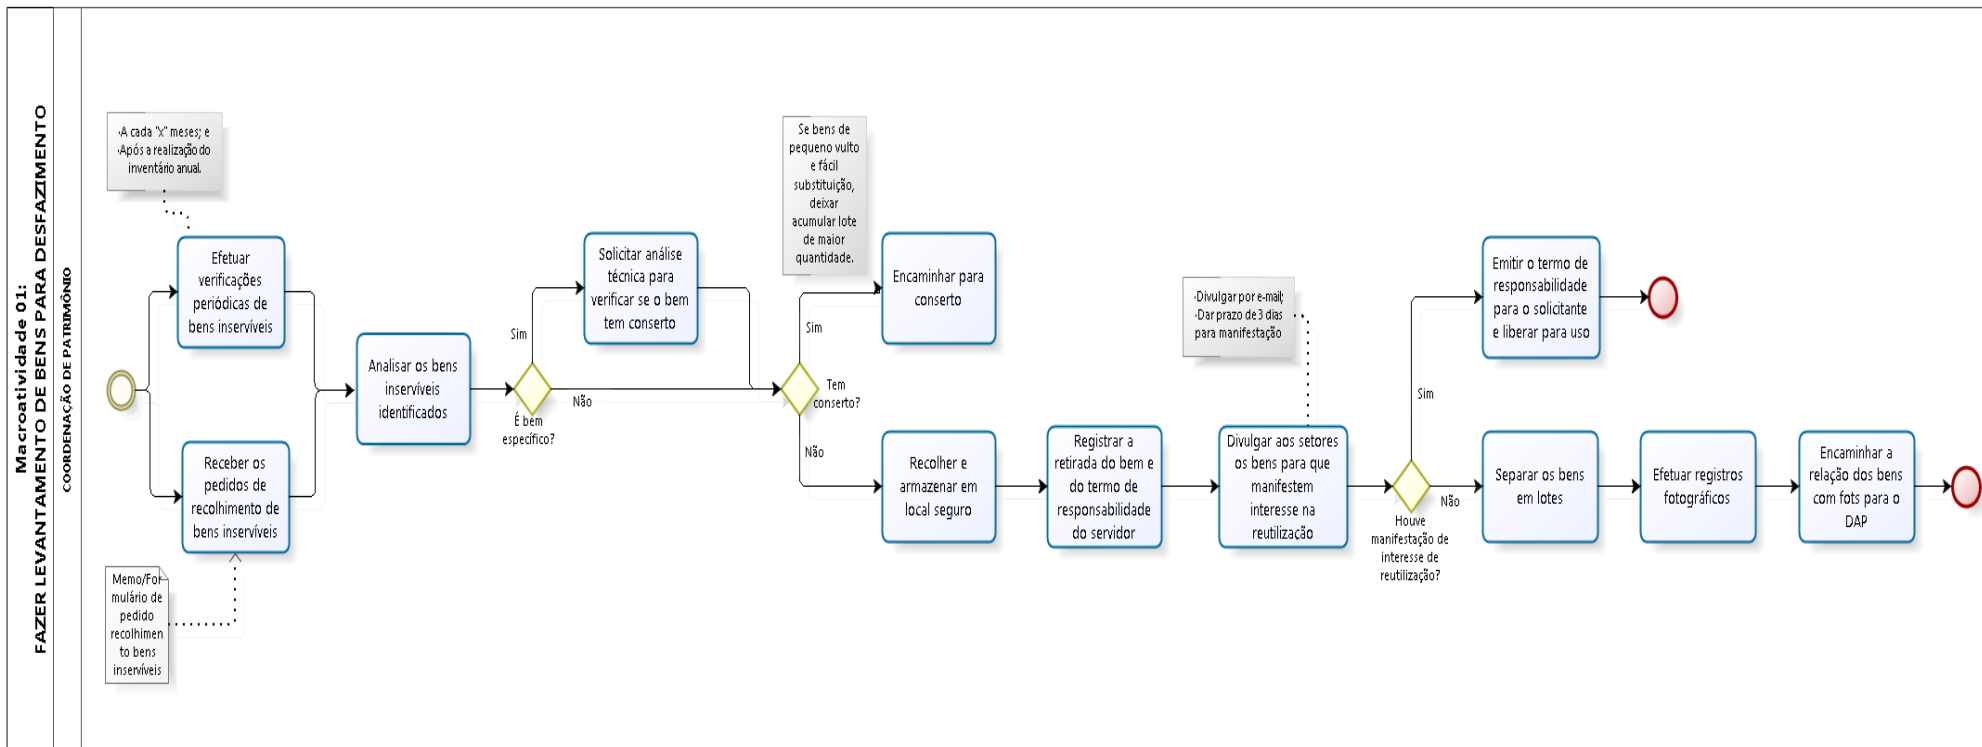 Macroatividade 01:
FAZER LEVANTAMENTO DE BENS PARA DESFAZIMENTO
COORDENAÇÃO DE PATRIMÔNIO
·A cada "x" meses; e
·Após a realização do
inventário anual.
Efetuar
verificações
periódicas de
bens inservíveis
Receber os
pedidos de
recolhimento de
bens inservíveis
Memo/For
mulário de
pedido
recolhimen
to bens
inservíveis
Analisar os bens
inservíveis
identificados
É bem
específico?
Sim
Não
Solicitar análise
técnica para
verificar se o bem
tem conserto
Se bens de
pequeno vulto
e fácil
substituição,
deixar
acumular lote
de maior
quantidade.
Tem
conserto?
Sim
Não
Encaminhar para
conserto
Recolher e
armazenar em
local seguro
Registrar a
retirada do bem e
do termo de
responsabilidade
do servidor
·Divulgar por e-mail;
·Dar prazo de 3 dias
para manifestação
Divulgar aos setores
os bens para que
manifestem
interesse na
reutilização
Houve
manifestação de
interesse de
reutilização?
Sim
Não
Emitir o termo de
responsabilidade
para o solicitante
e liberar para uso
Separar os bens
em lotes
Efetuar registros
fotográficos
Encaminhar a
relação dos bens
com fots para o
DAP